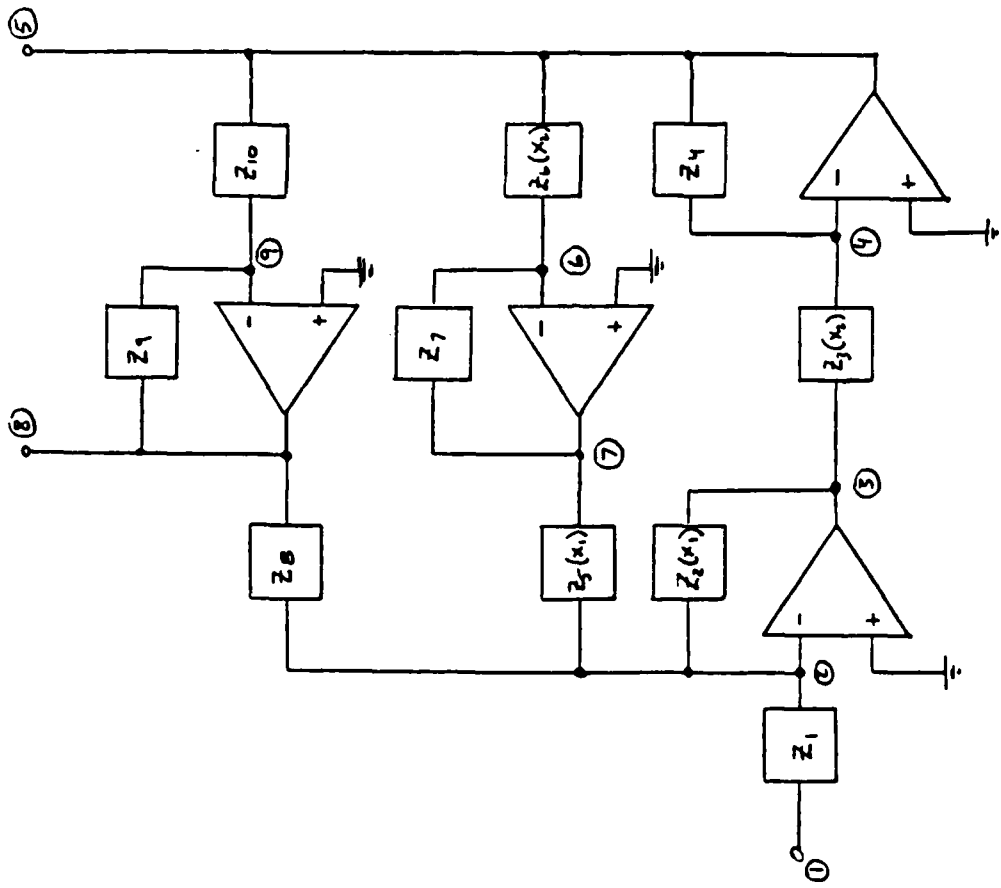 ⑤
Z10
Z6(X2)
Z4
⑨
-
+
⑥
-
+
-
+
④
Z9
Z7
Z3(X2)
⑧
⑦
③
Z8
Z5(X1)
Z2(X1)
-
+
②
Z1
①